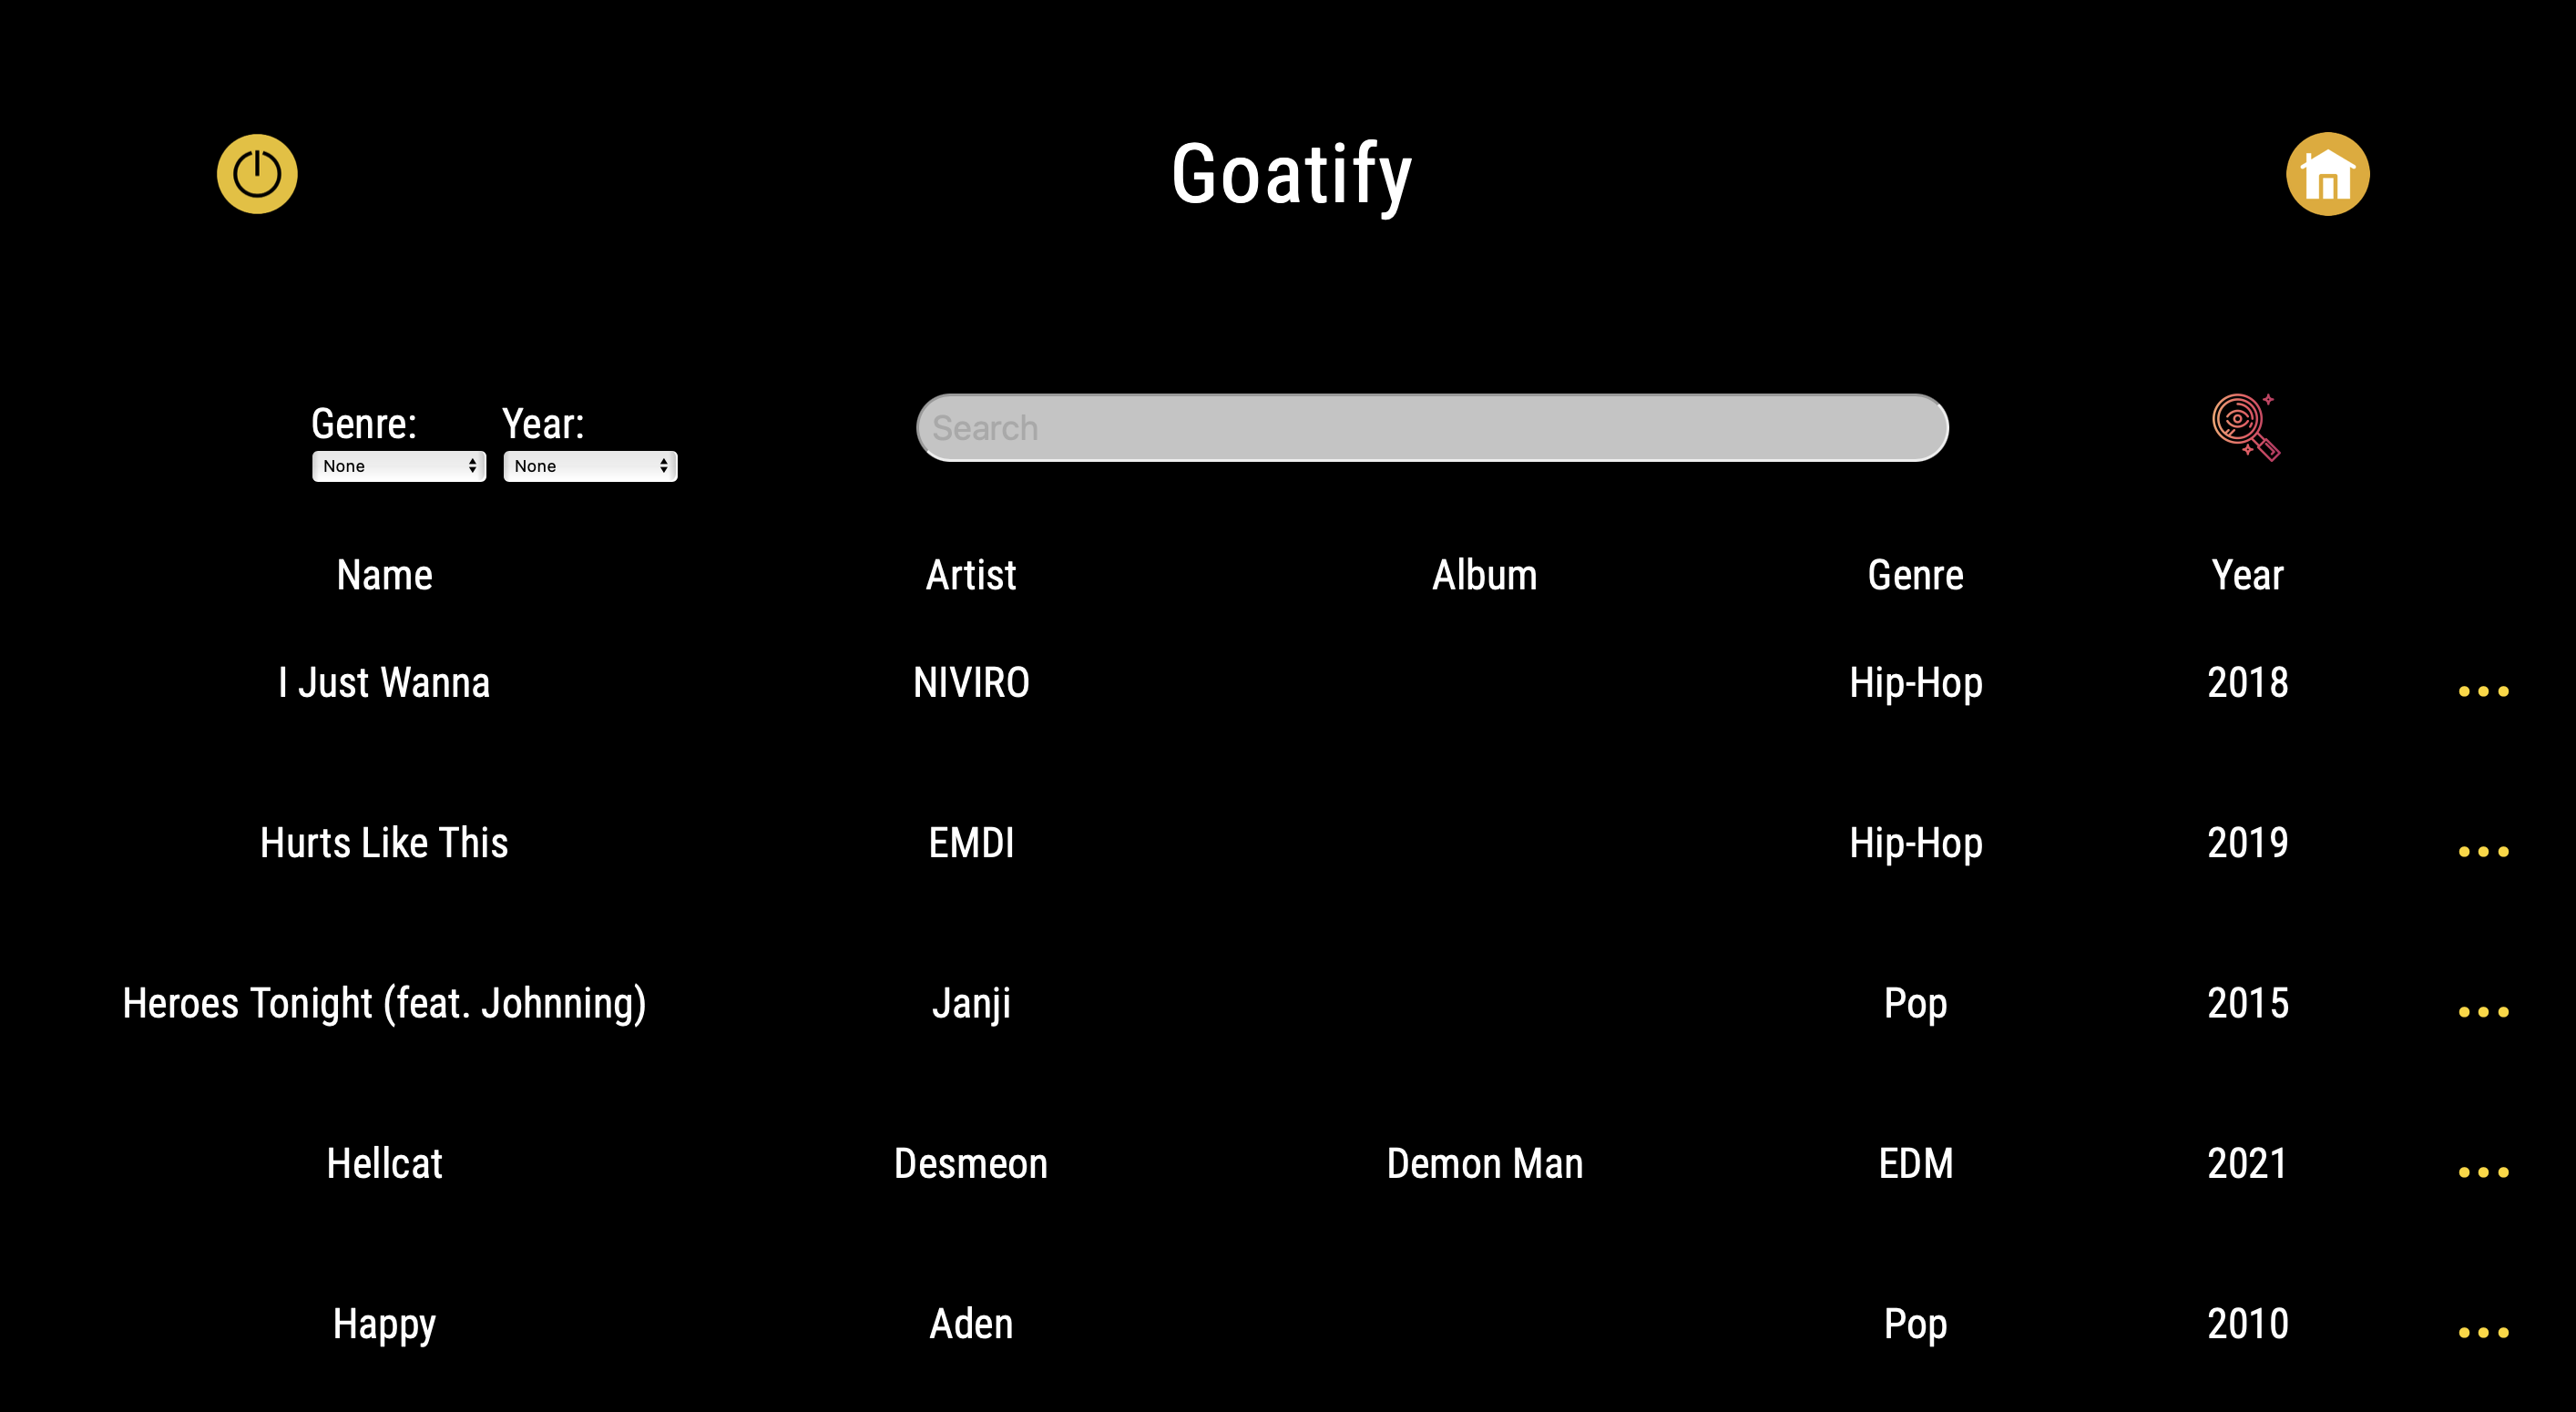 Goatify
Genre: Year:
None None
Search
Name Artist Album Genre Year
I Just Wanna NIVIRO Hip-Hop 2018
Hurts Like This EMDI Hip-Hop 2019
Heroes Tonight (feat. Johnning) Janji Pop 2015
Hellcat Desmeon Demon Man EDM 2021
Happy Aden Pop 2010